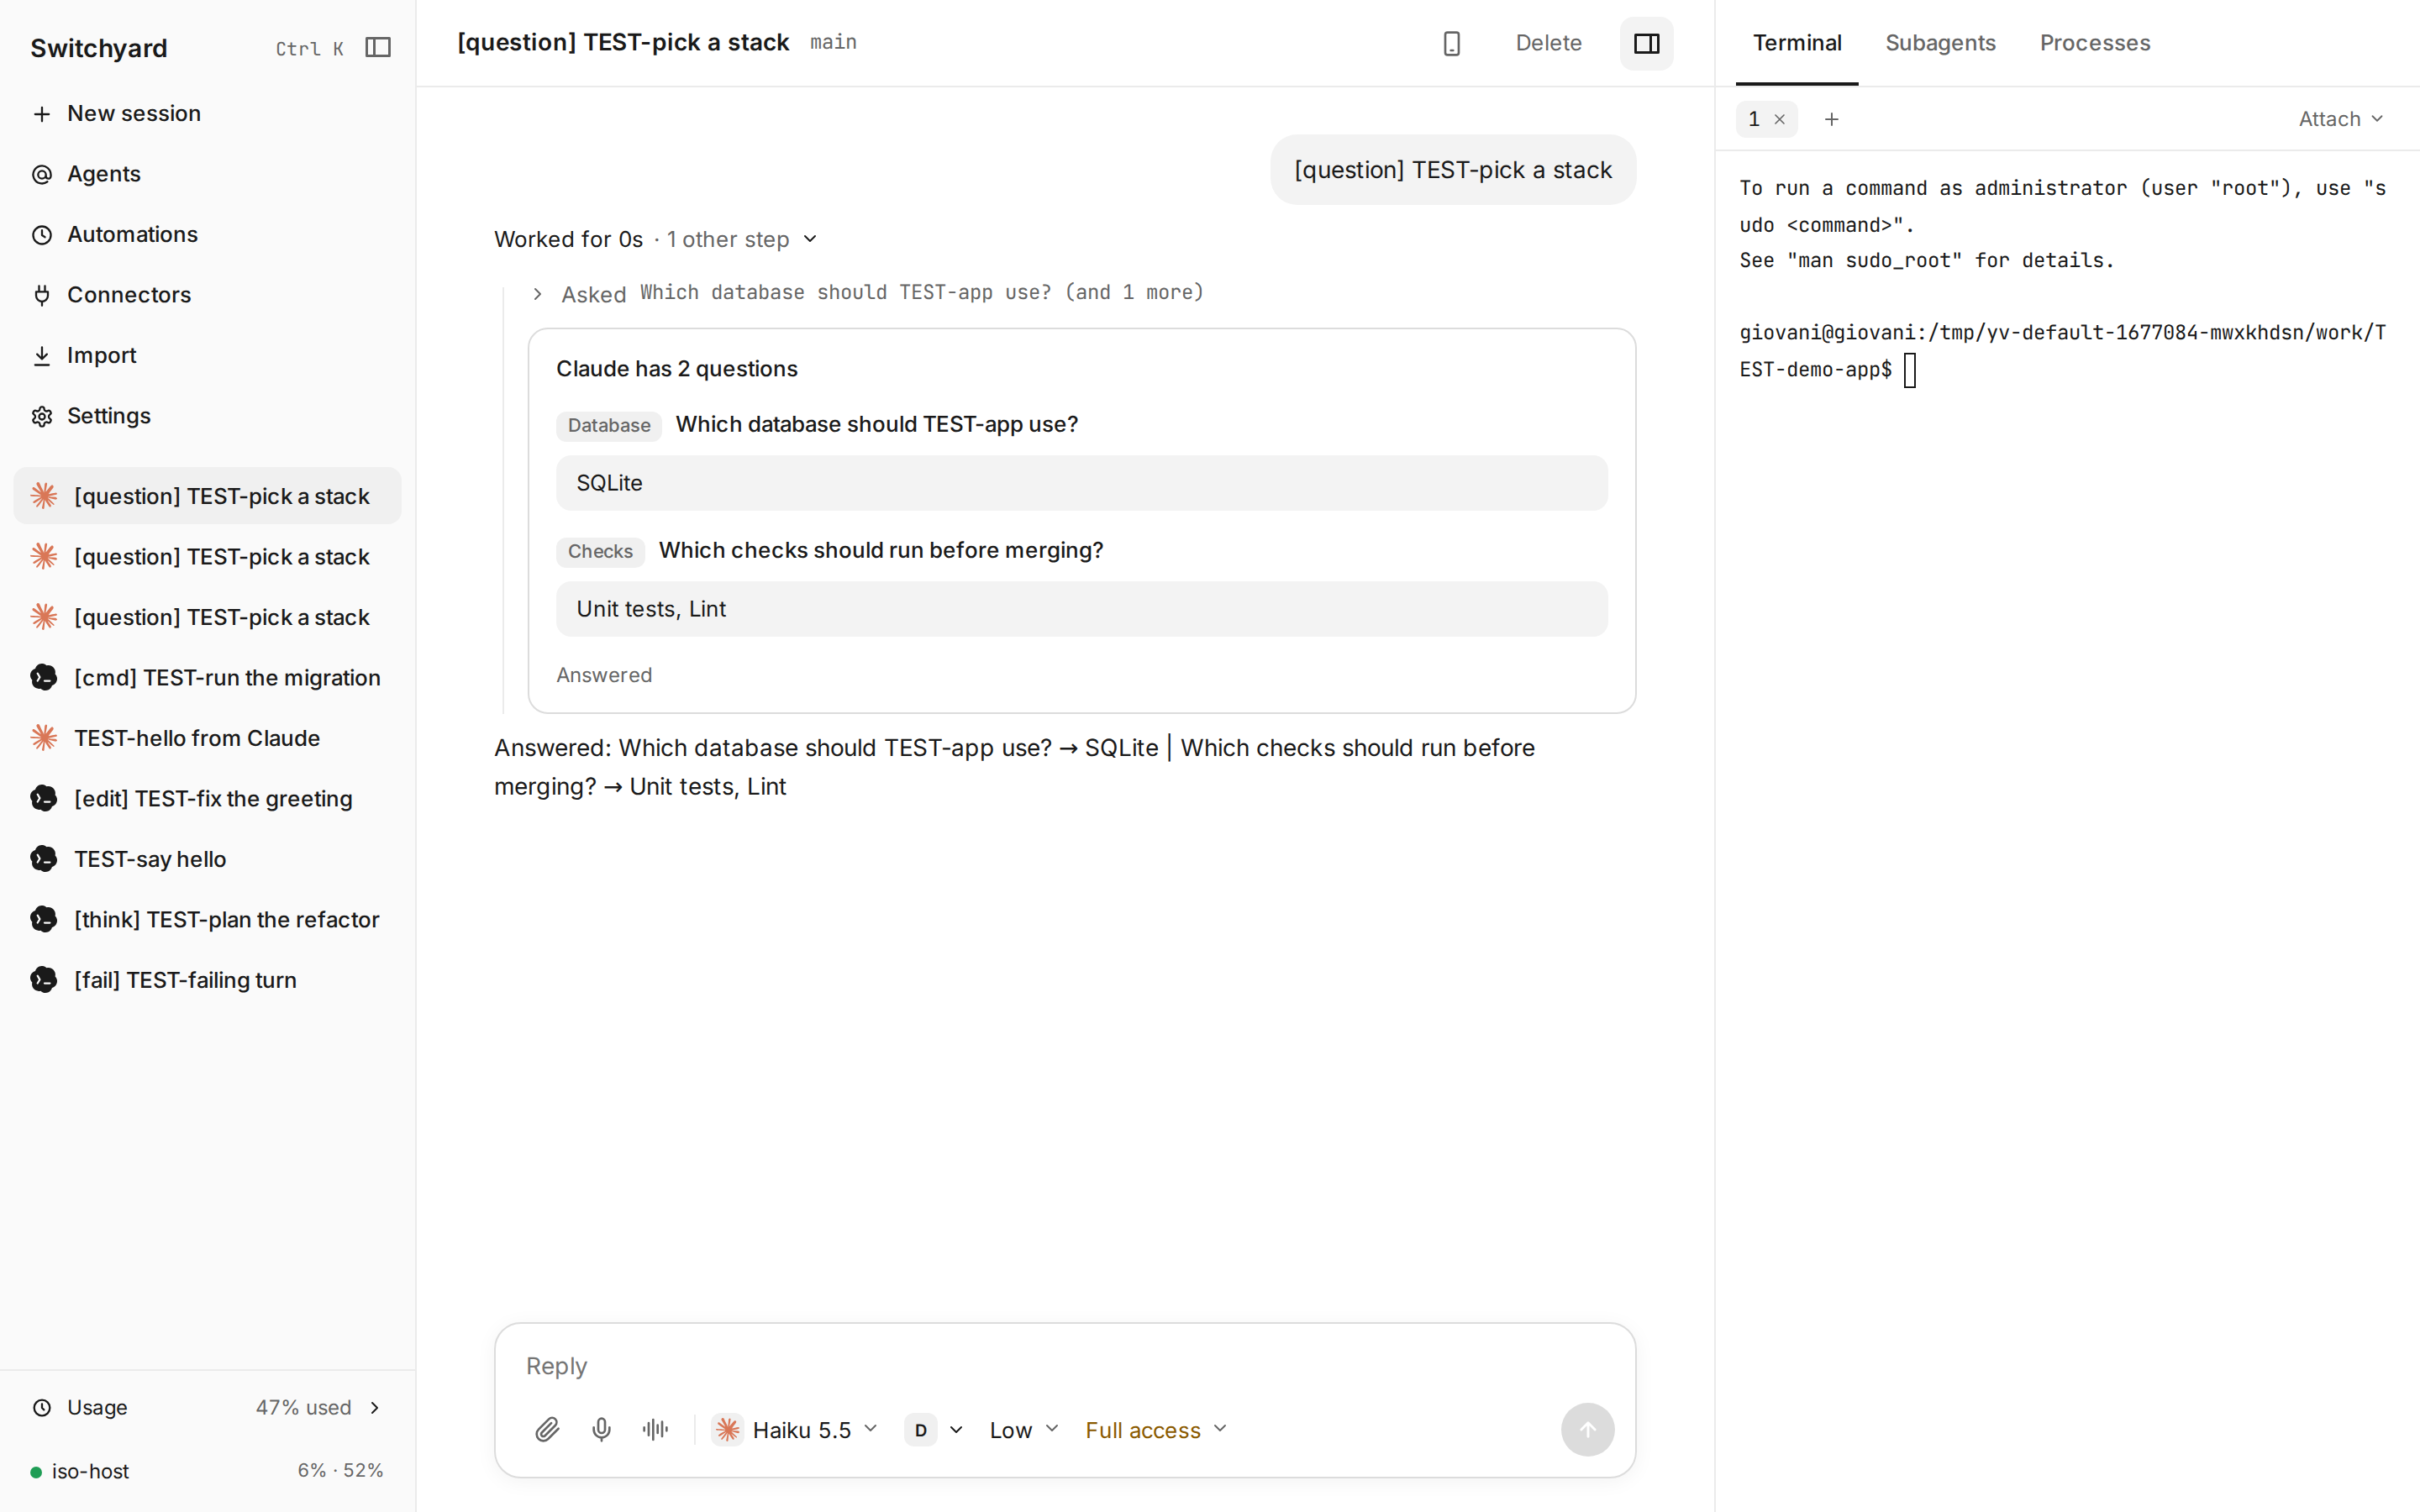 Switchyard
Ctrl K
New session
Agents
Automations
Connectors
Import
Settings
[question] TEST-pick a stack
[question] TEST-pick a stack
[question] TEST-pick a stack
[cmd] TEST-run the migration
TEST-hello from Claude
[edit] TEST-fix the greeting
TEST-say hello
[think] TEST-plan the refactor
[fail] TEST-failing turn
Usage 47% used
iso-host 6% · 52%
[question] TEST-pick a stack main
Delete
[question] TEST-pick a stack
Worked for 0s · 1 other step
Asked Which database should TEST-app use? (and 1 more)
Claude has 2 questions
Database Which database should TEST-app use?
SQLite
Checks Which checks should run before merging?
Unit tests, Lint
Answered
Answered: Which database should TEST-app use? → SQLite | Which checks should run before
merging? → Unit tests, Lint
Reply
Haiku 5.5 D Low Full access
Terminal Subagents Processes
1 × + Attach
To run a command as administrator (user "root"), use "s
udo <command>".
See "man sudo_root" for details.
giovani@giovani:/tmp/yv-default-1677084-mwxkhdsn/work/T
EST-demo-app$